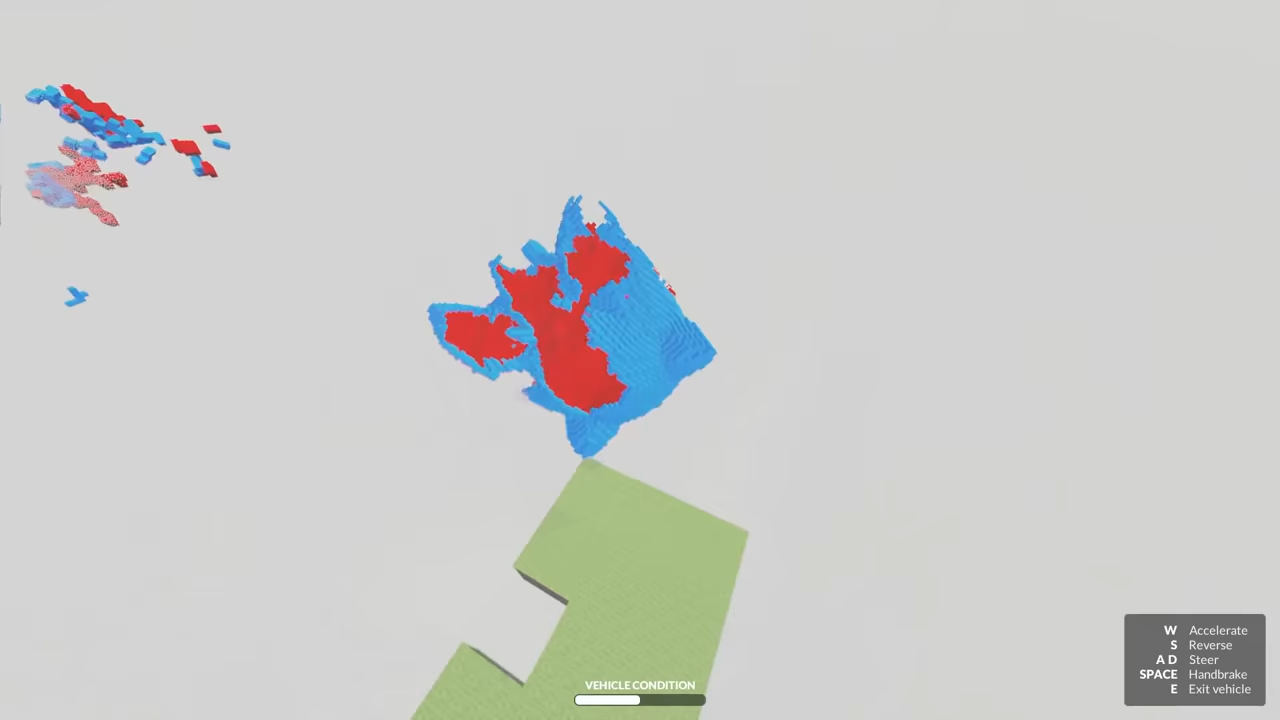 W Accelerate
S Reverse
A D Steer
SPACE Handbrake
E Exit vehicle
VEHICLE CONDITION